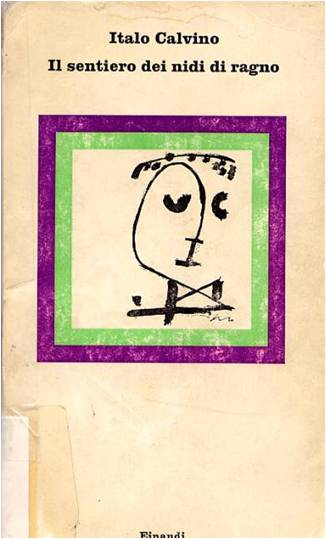 Italo Calvino
Il sentiero dei nidi di ragno
Einaudi